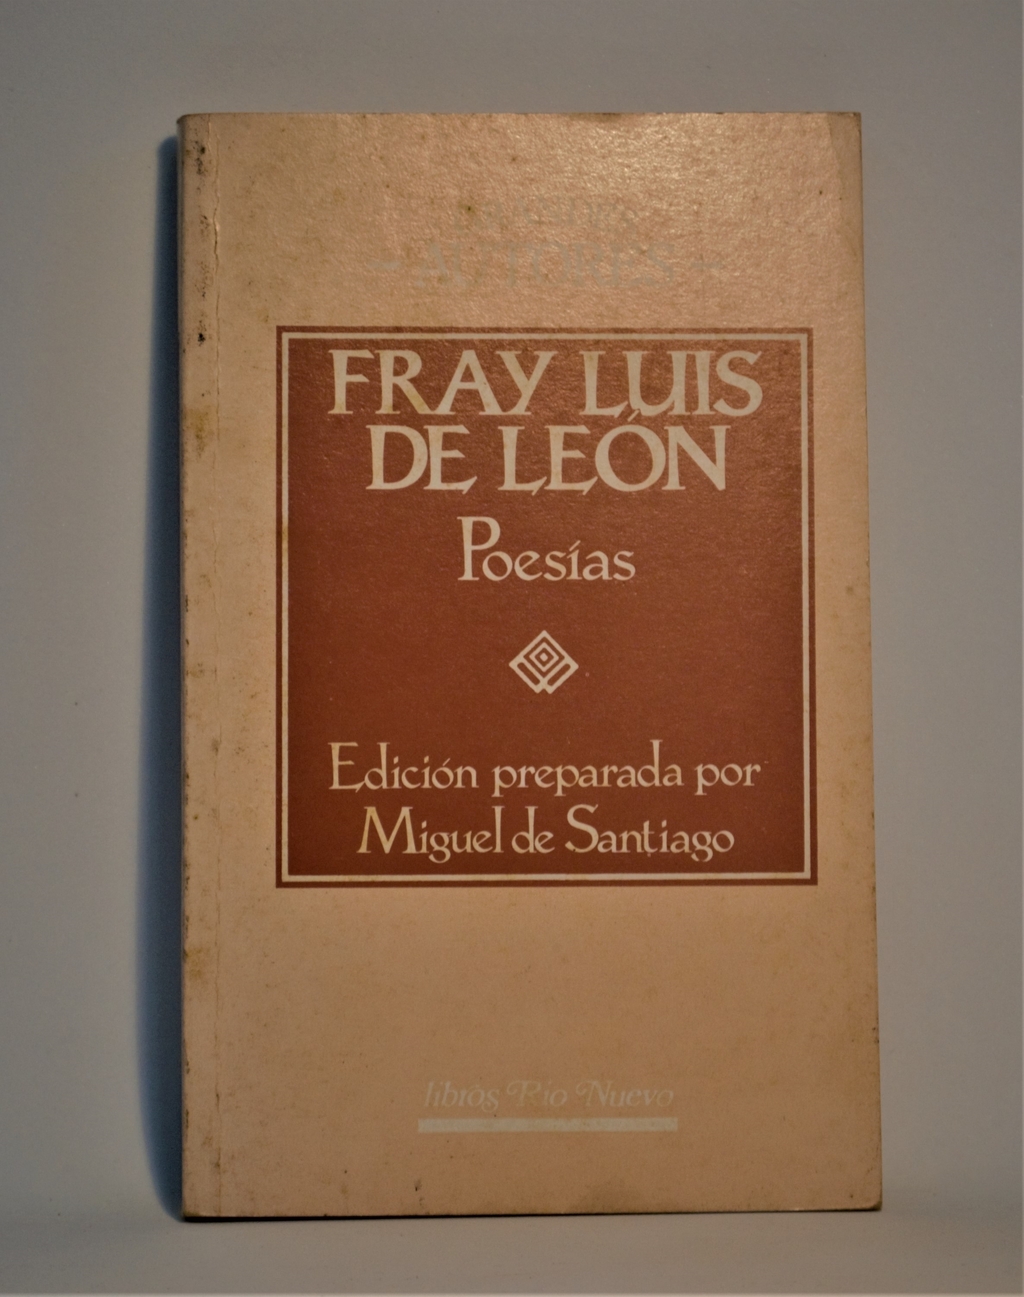 - AUTORES -
FRAY LUIS
DE LEÓN
Poesías
Edición preparada por
Miguel de Santiago
libros Río Nuevo